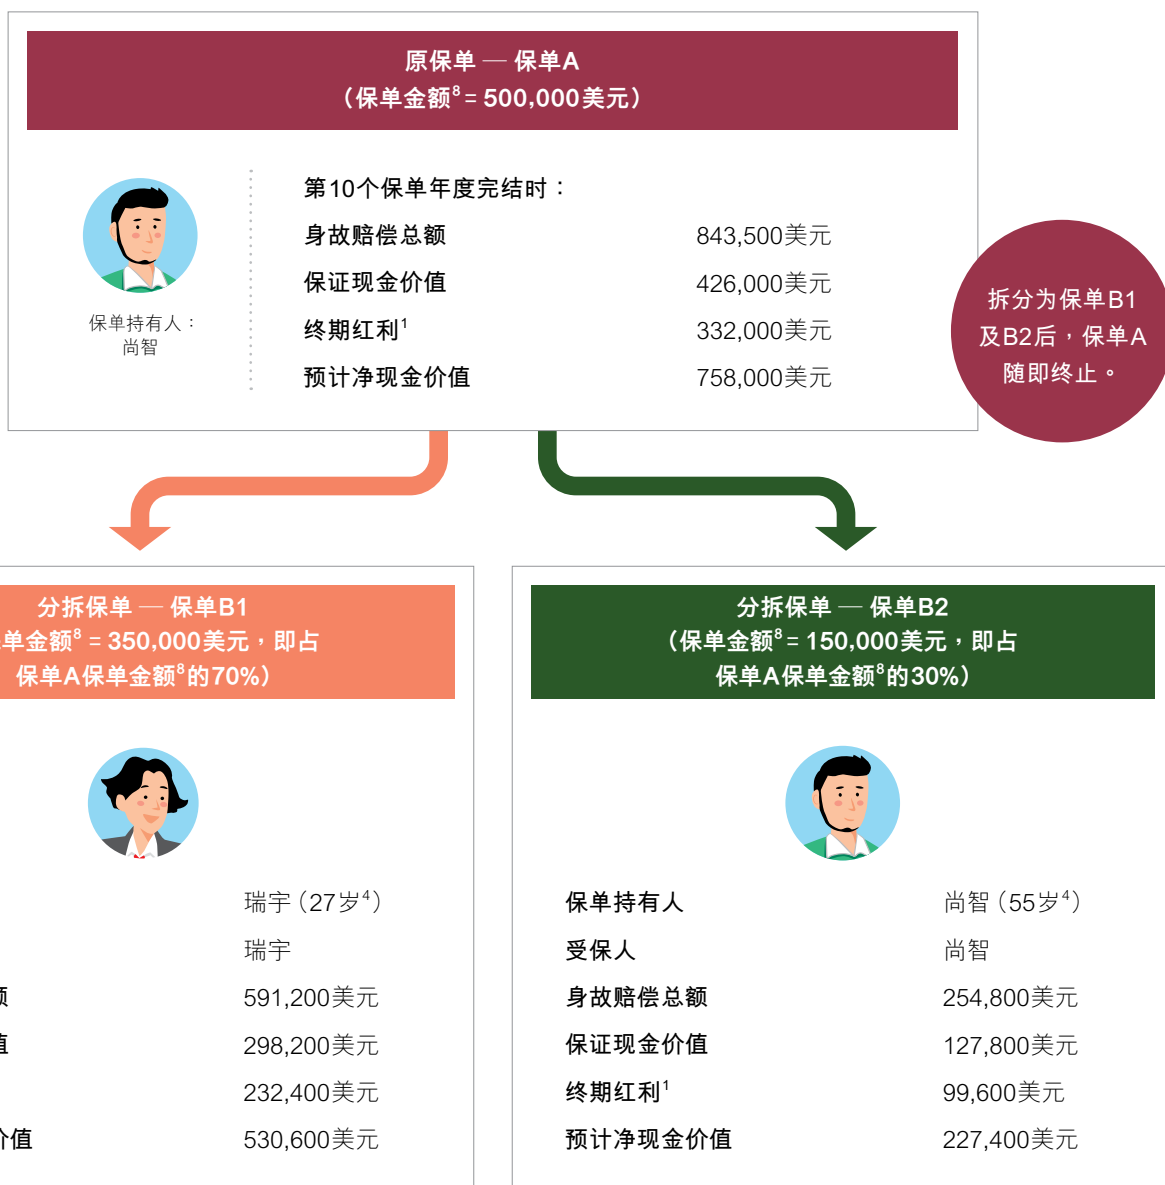 原保单 — 保单A
（保单金额⁸ = 500,000美元）
第10个保单年度完结时：
身故赔偿总额 843,500美元
保证现金价值 426,000美元
终期红利¹ 332,000美元
预计净现金价值 758,000美元
保单持有人：
尚智
拆分为保单B1
及B2后，保单A
随即终止。
分拆保单 — 保单B1
单金额⁸ = 350,000美元，即占
保单A保单金额⁸的70%）
瑞宇（27岁⁴）
瑞宇
额 591,200美元
值 298,200美元
232,400美元
价值 530,600美元
分拆保单 — 保单B2
（保单金额⁸ = 150,000美元，即占
保单A保单金额⁸的30%）
保单持有人 尚智（55岁⁴）
受保人 尚智
身故赔偿总额 254,800美元
保证现金价值 127,800美元
终期红利¹ 99,600美元
预计净现金价值 227,400美元